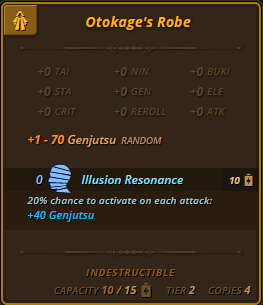 Otokage's Robe
+0 TAI +0 NIN +0 BUKI
+0 STA +0 GEN +0 ELE
+0 CRIT +0 REROLL +0 ATK
+1 - 70 Genjutsu RANDOM
0 Illusion Resonance 10
20% chance to activate on each attack:
+40 Genjutsu
INDESTRUCTIBLE
CAPACITY 10 / 15 TIER 2 COPIES 4